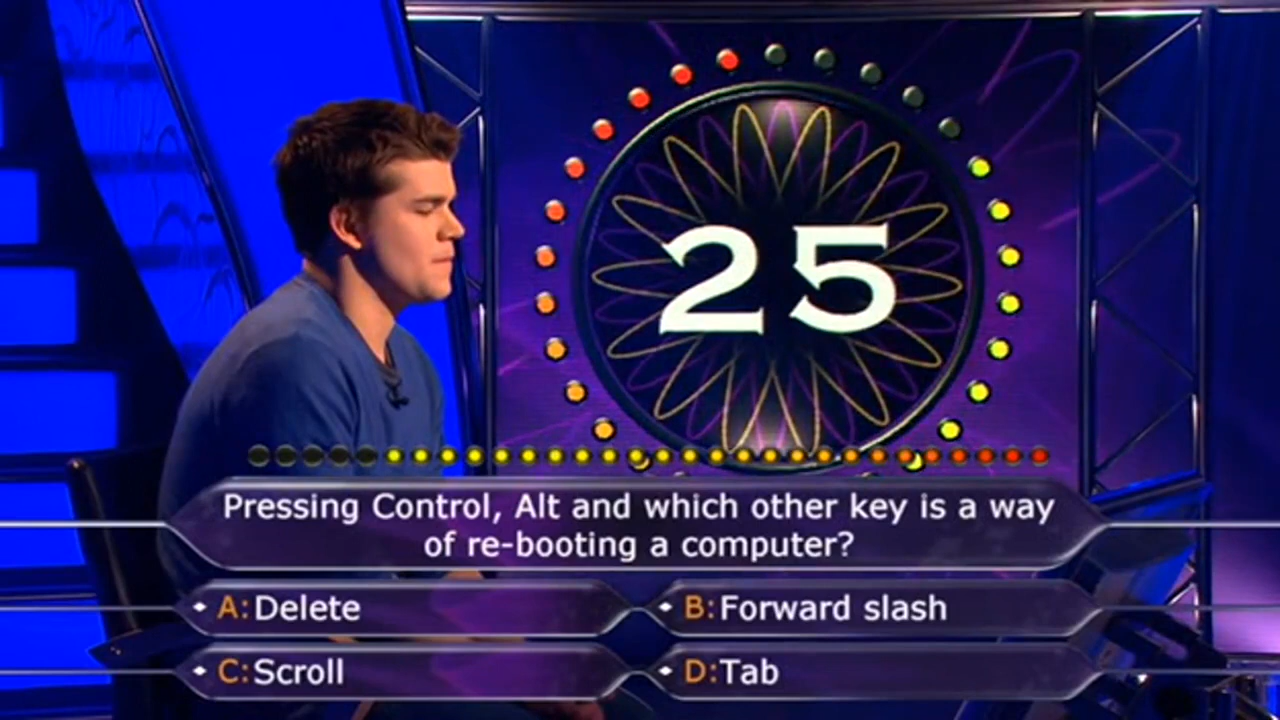 25
Pressing Control, Alt and which other key is a way
of re-booting a computer?
A: Delete
B: Forward slash
C: Scroll
D: Tab